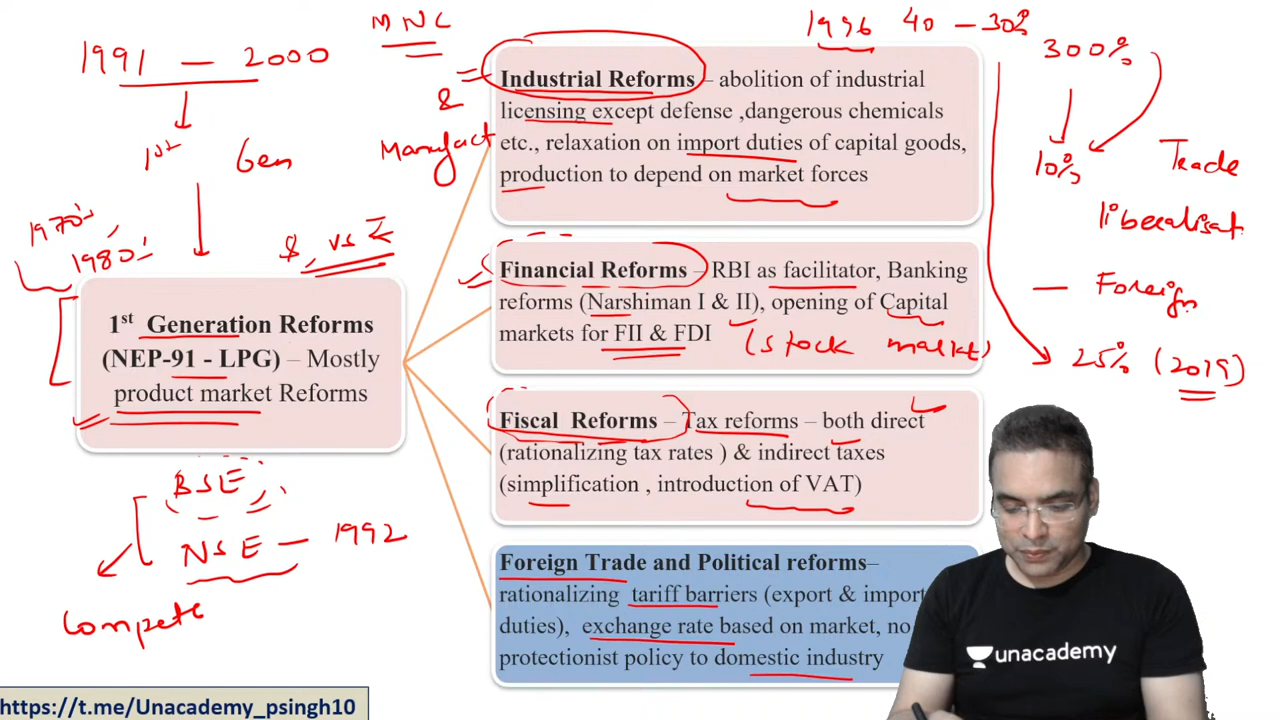 1991 — 2000
1st Gen
1970's
1980's
$ vs ₹
MNC
&
Manufact
1st Generation Reforms
(NEP-91 - LPG) – Mostly
product market Reforms
BSE
NSE — 1992
Compete
1996 40 — 30%
300%
10%
Trade
liberalisat
— Foreign
25% (2019)
Industrial Reforms – abolition of industrial
licensing except defense ,dangerous chemicals
etc., relaxation on import duties of capital goods,
production to depend on market forces
Financial Reforms – RBI as facilitator, Banking
reforms (Narshiman I & II), opening of Capital
markets for FII & FDI
(stock market)
Fiscal Reforms – Tax reforms – both direct
(rationalizing tax rates ) & indirect taxes
(simplification , introduction of VAT)
Foreign Trade and Political reforms–
rationalizing tariff barriers (export & import
duties), exchange rate based on market, no
protectionist policy to domestic industry
unacademy
https://t.me/Unacademy_psingh10